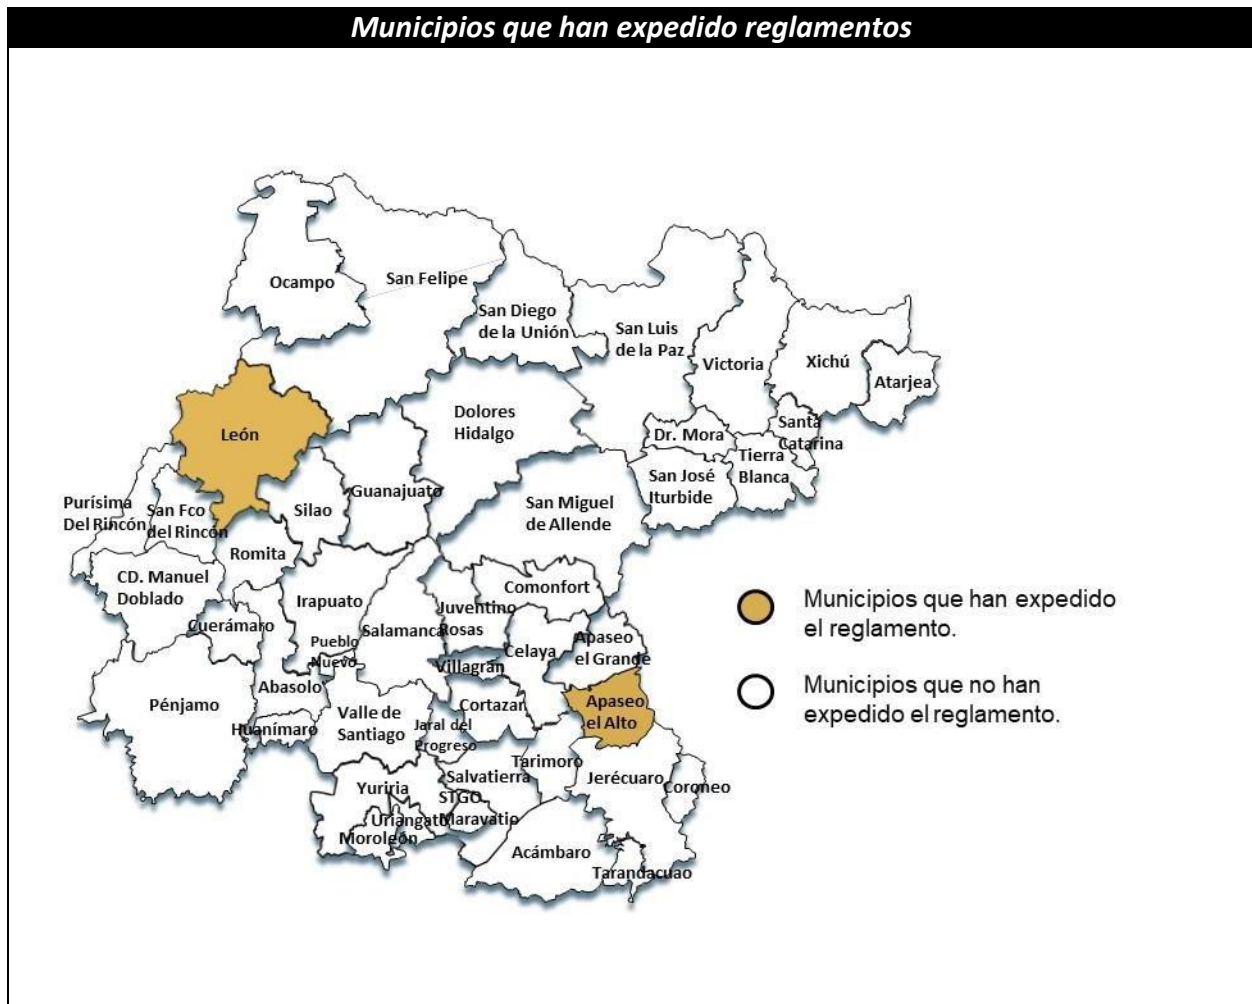 Municipios que han expedido reglamentos
Ocampo
San Felipe
San Diego
de la Unión
San Luis
de la Paz
Victoria
Xichú
Atarjea
León
Dolores
Hidalgo
Dr. Mora
Santa
Catarina
Tierra
Blanca
San José
Iturbide
Purísima
Del Rincón
San Fco
del Rincón
Silao
Guanajuato
San Miguel
de Allende
Romita
CD. Manuel
Doblado
Irapuato
Comonfort
Juventino
Rosas
Cuerámaro
Pueblo
Nuevo
Salamanca
Celaya
Apaseo
el Grande
Villagrán
Abasolo
Pénjamo
Cortazar
Apaseo
el Alto
Huanímaro
Valle de
Santiago
Jaral del
Progreso
Tarimoro
Salvatierra
Jerécuaro
Coroneo
Yuriria
STGO
Maravatio
Uriangato
Moroleón
Acámbaro
Tarandacuao
Municipios que han expedido
el reglamento.
Municipios que no han
expedido el reglamento.